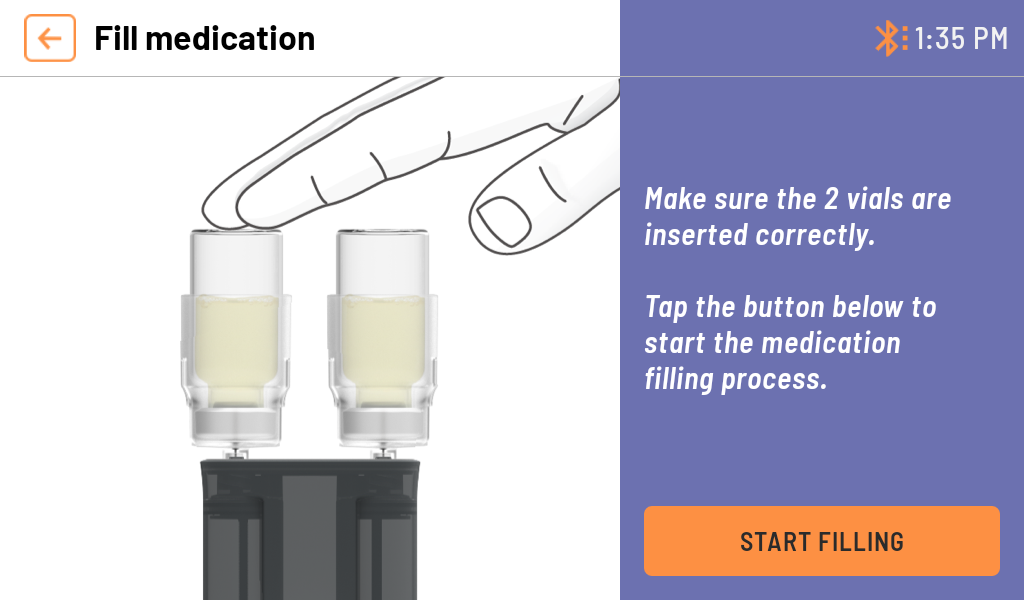 Fill medication
1:35 PM
Make sure the 2 vials are
inserted correctly.
Tap the button below to
start the medication
filling process.
START FILLING